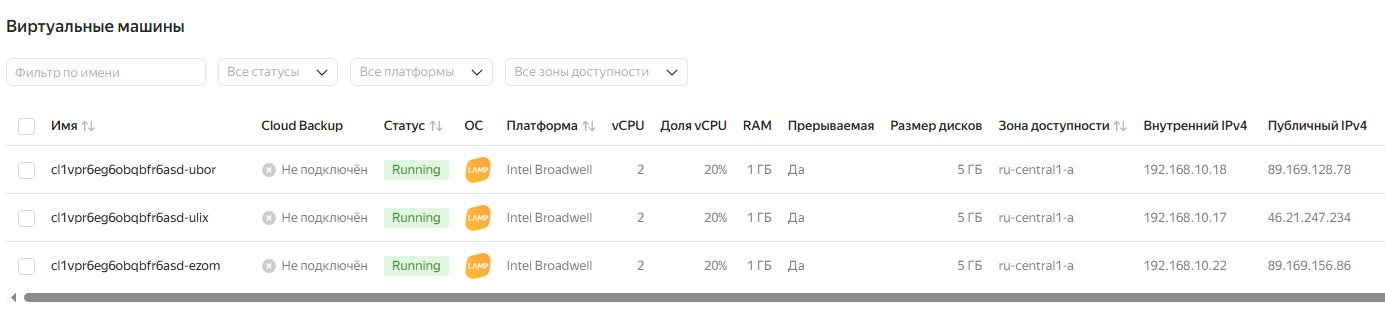 Виртуальные машины
Фильтр по имени Все статусы Все платформы Все зоны доступности
Имя Cloud Backup Статус ОС Платформа vCPU Доля vCPU RAM Прерываемая Размер дисков Зона доступности Внутренний IPv4 Публичный IPv4
cl1vpr6eg6obqbfr6asd-ubor Не подключён Running LAMP Intel Broadwell 2 20% 1 ГБ Да 5 ГБ ru-central1-a 192.168.10.18 89.169.128.78
cl1vpr6eg6obqbfr6asd-ulix Не подключён Running LAMP Intel Broadwell 2 20% 1 ГБ Да 5 ГБ ru-central1-a 192.168.10.17 46.21.247.234
cl1vpr6eg6obqbfr6asd-ezom Не подключён Running LAMP Intel Broadwell 2 20% 1 ГБ Да 5 ГБ ru-central1-a 192.168.10.22 89.169.156.86